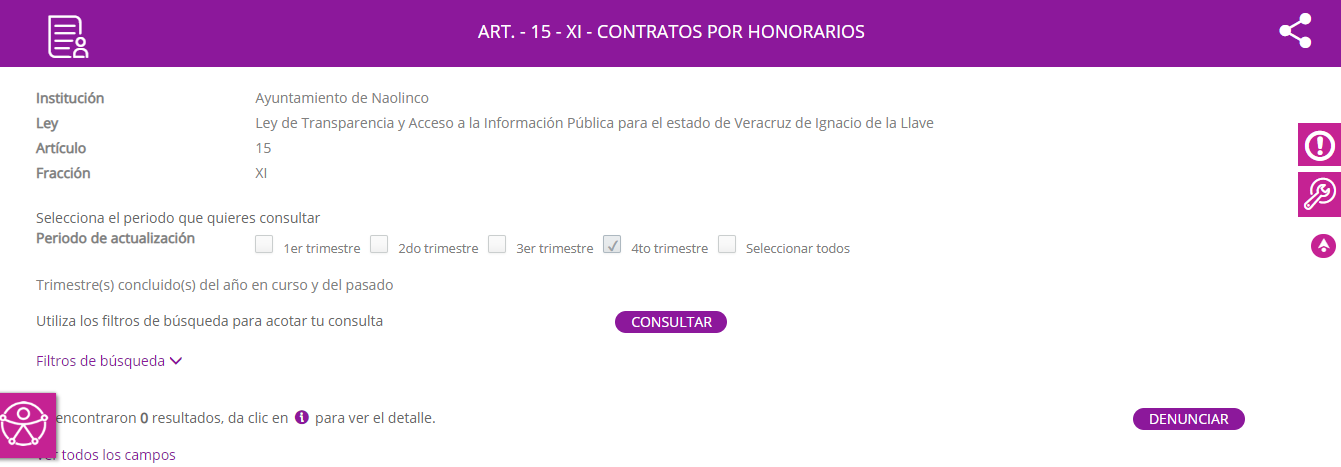 ART. - 15 - XI - CONTRATOS POR HONORARIOS
Institución Ayuntamiento de Naolinco
Ley Ley de Transparencia y Acceso a la Información Pública para el estado de Veracruz de Ignacio de la Llave
Artículo 15
Fracción XI
Selecciona el periodo que quieres consultar
Periodo de actualización 1er trimestre 2do trimestre 3er trimestre 4to trimestre Seleccionar todos
Trimestre(s) concluido(s) del año en curso y del pasado
Utiliza los filtros de búsqueda para acotar tu consulta CONSULTAR
Filtros de búsqueda
encontraron 0 resultados, da clic en para ver el detalle. DENUNCIAR
Ver todos los campos